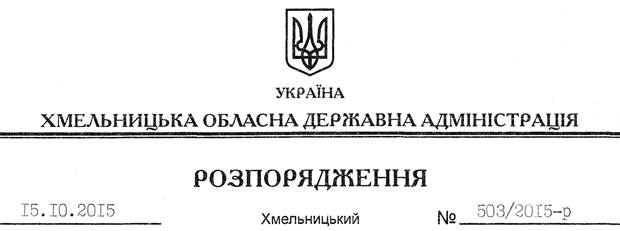 УКРАЇНА
ХМЕЛЬНИЦЬКА ОБЛАСНА ДЕРЖАВНА АДМІНІСТРАЦІЯ
РОЗПОРЯДЖЕННЯ
15.10.2015 Хмельницький № 503/2015-р